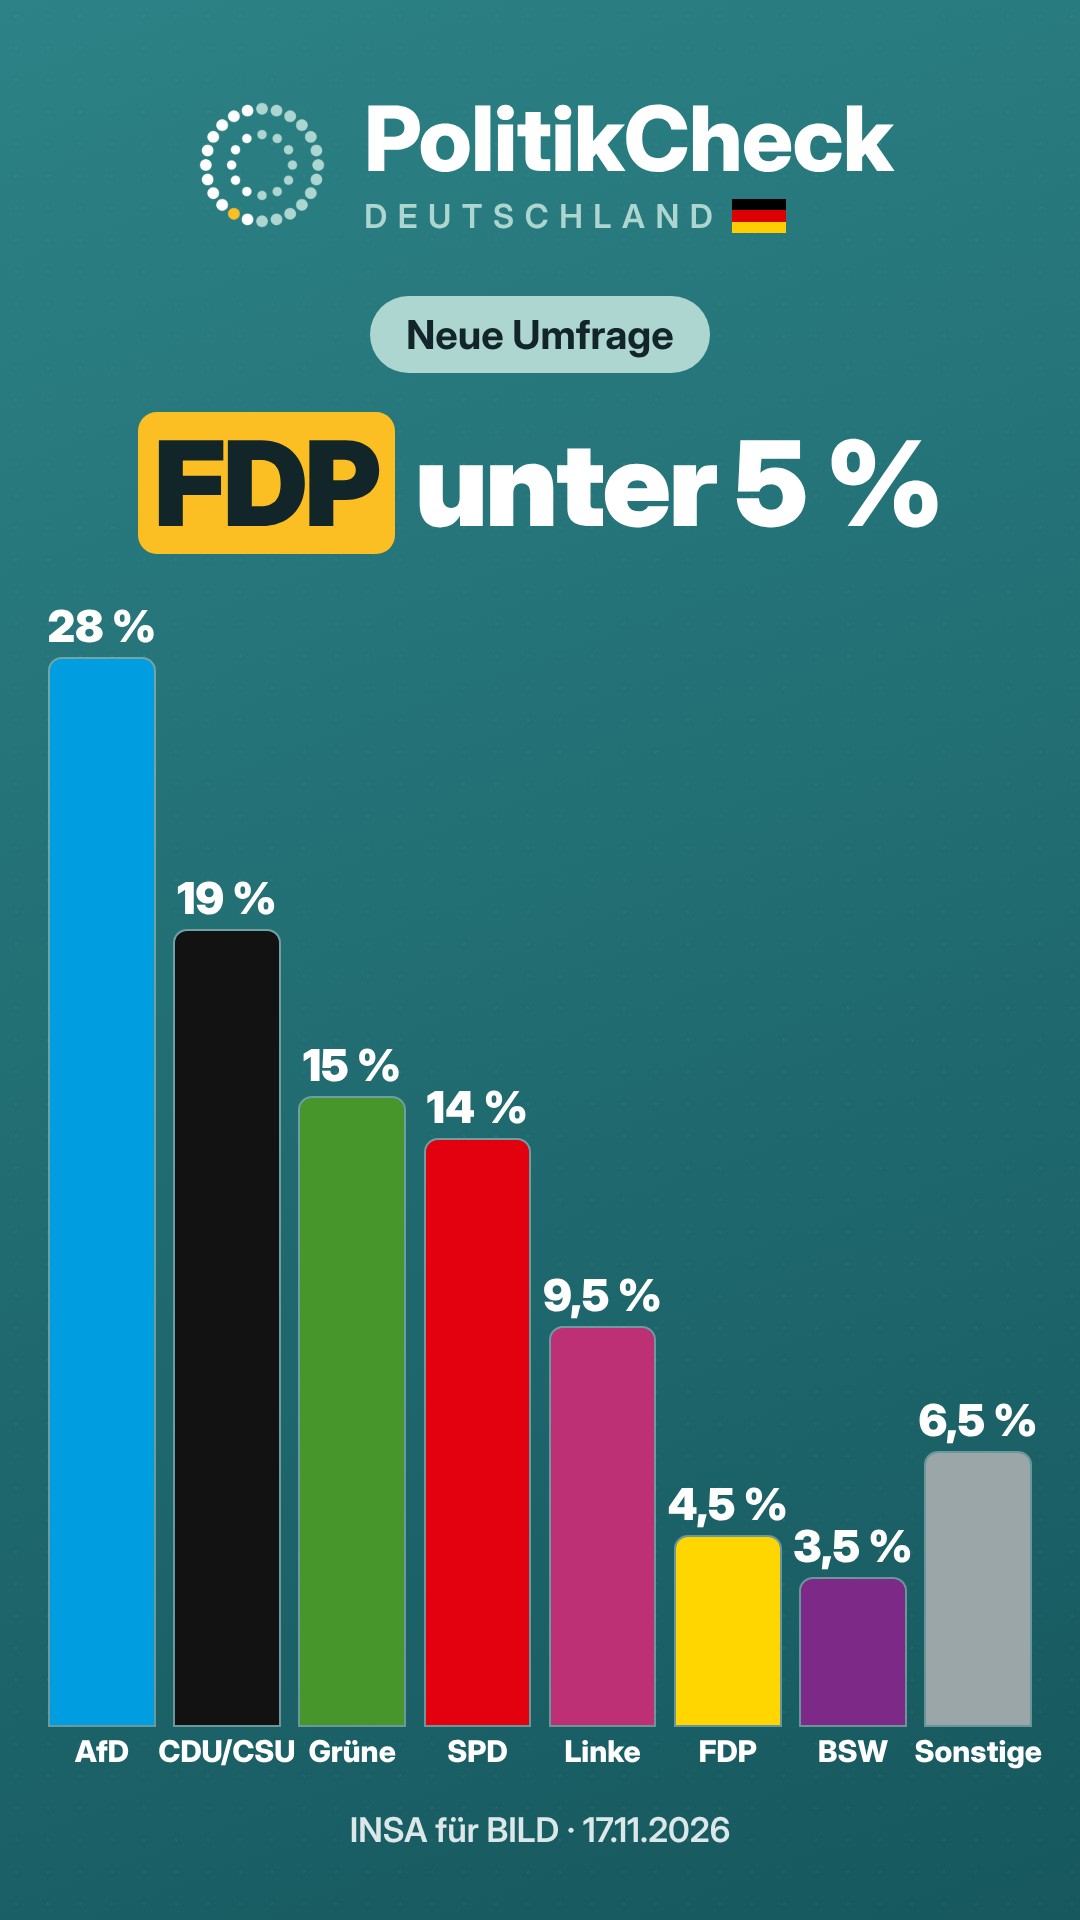 PolitikCheck
DEUTSCHLAND
Neue Umfrage
FDP unter 5 %
28 %
19 %
15 %
14 %
9,5 %
4,5 %
3,5 %
6,5 %
AfD CDU/CSU Grüne SPD Linke FDP BSW Sonstige
INSA für BILD · 17.11.2026